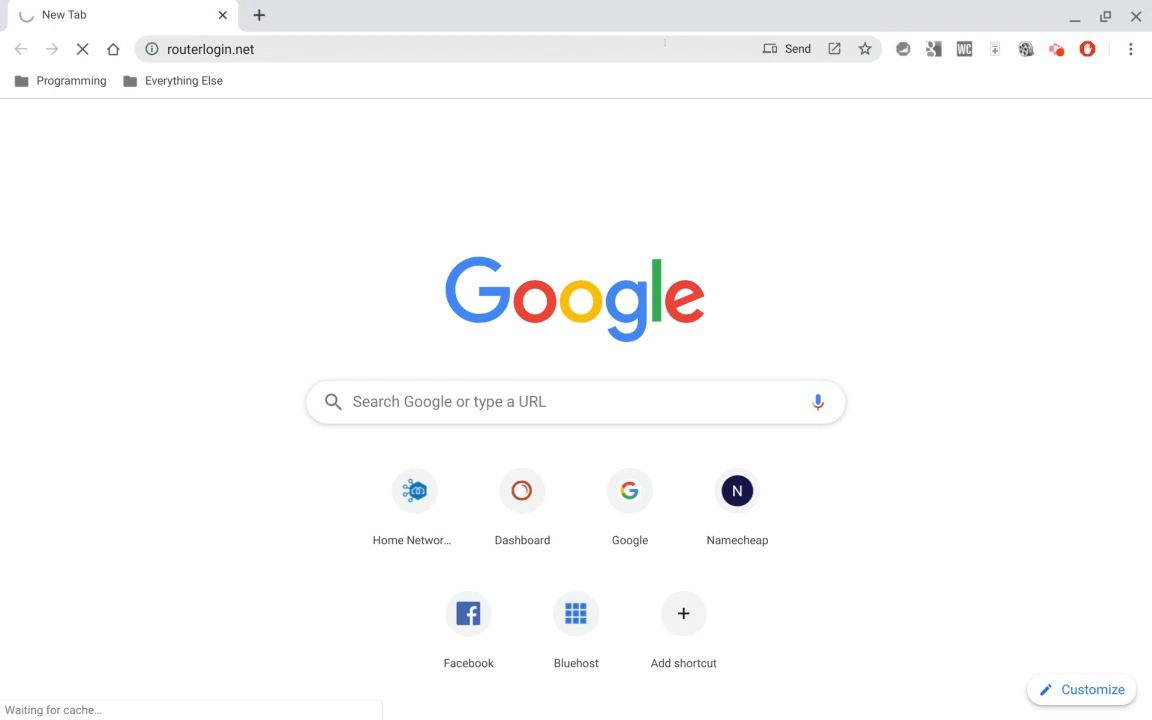 New Tab
routerlogin.net
Send
WC
Programming
Everything Else
Google
Search Google or type a URL
N
Home Networ...
Dashboard
Google
Namecheap
Facebook
Bluehost
Add shortcut
Customize
Waiting for cache...